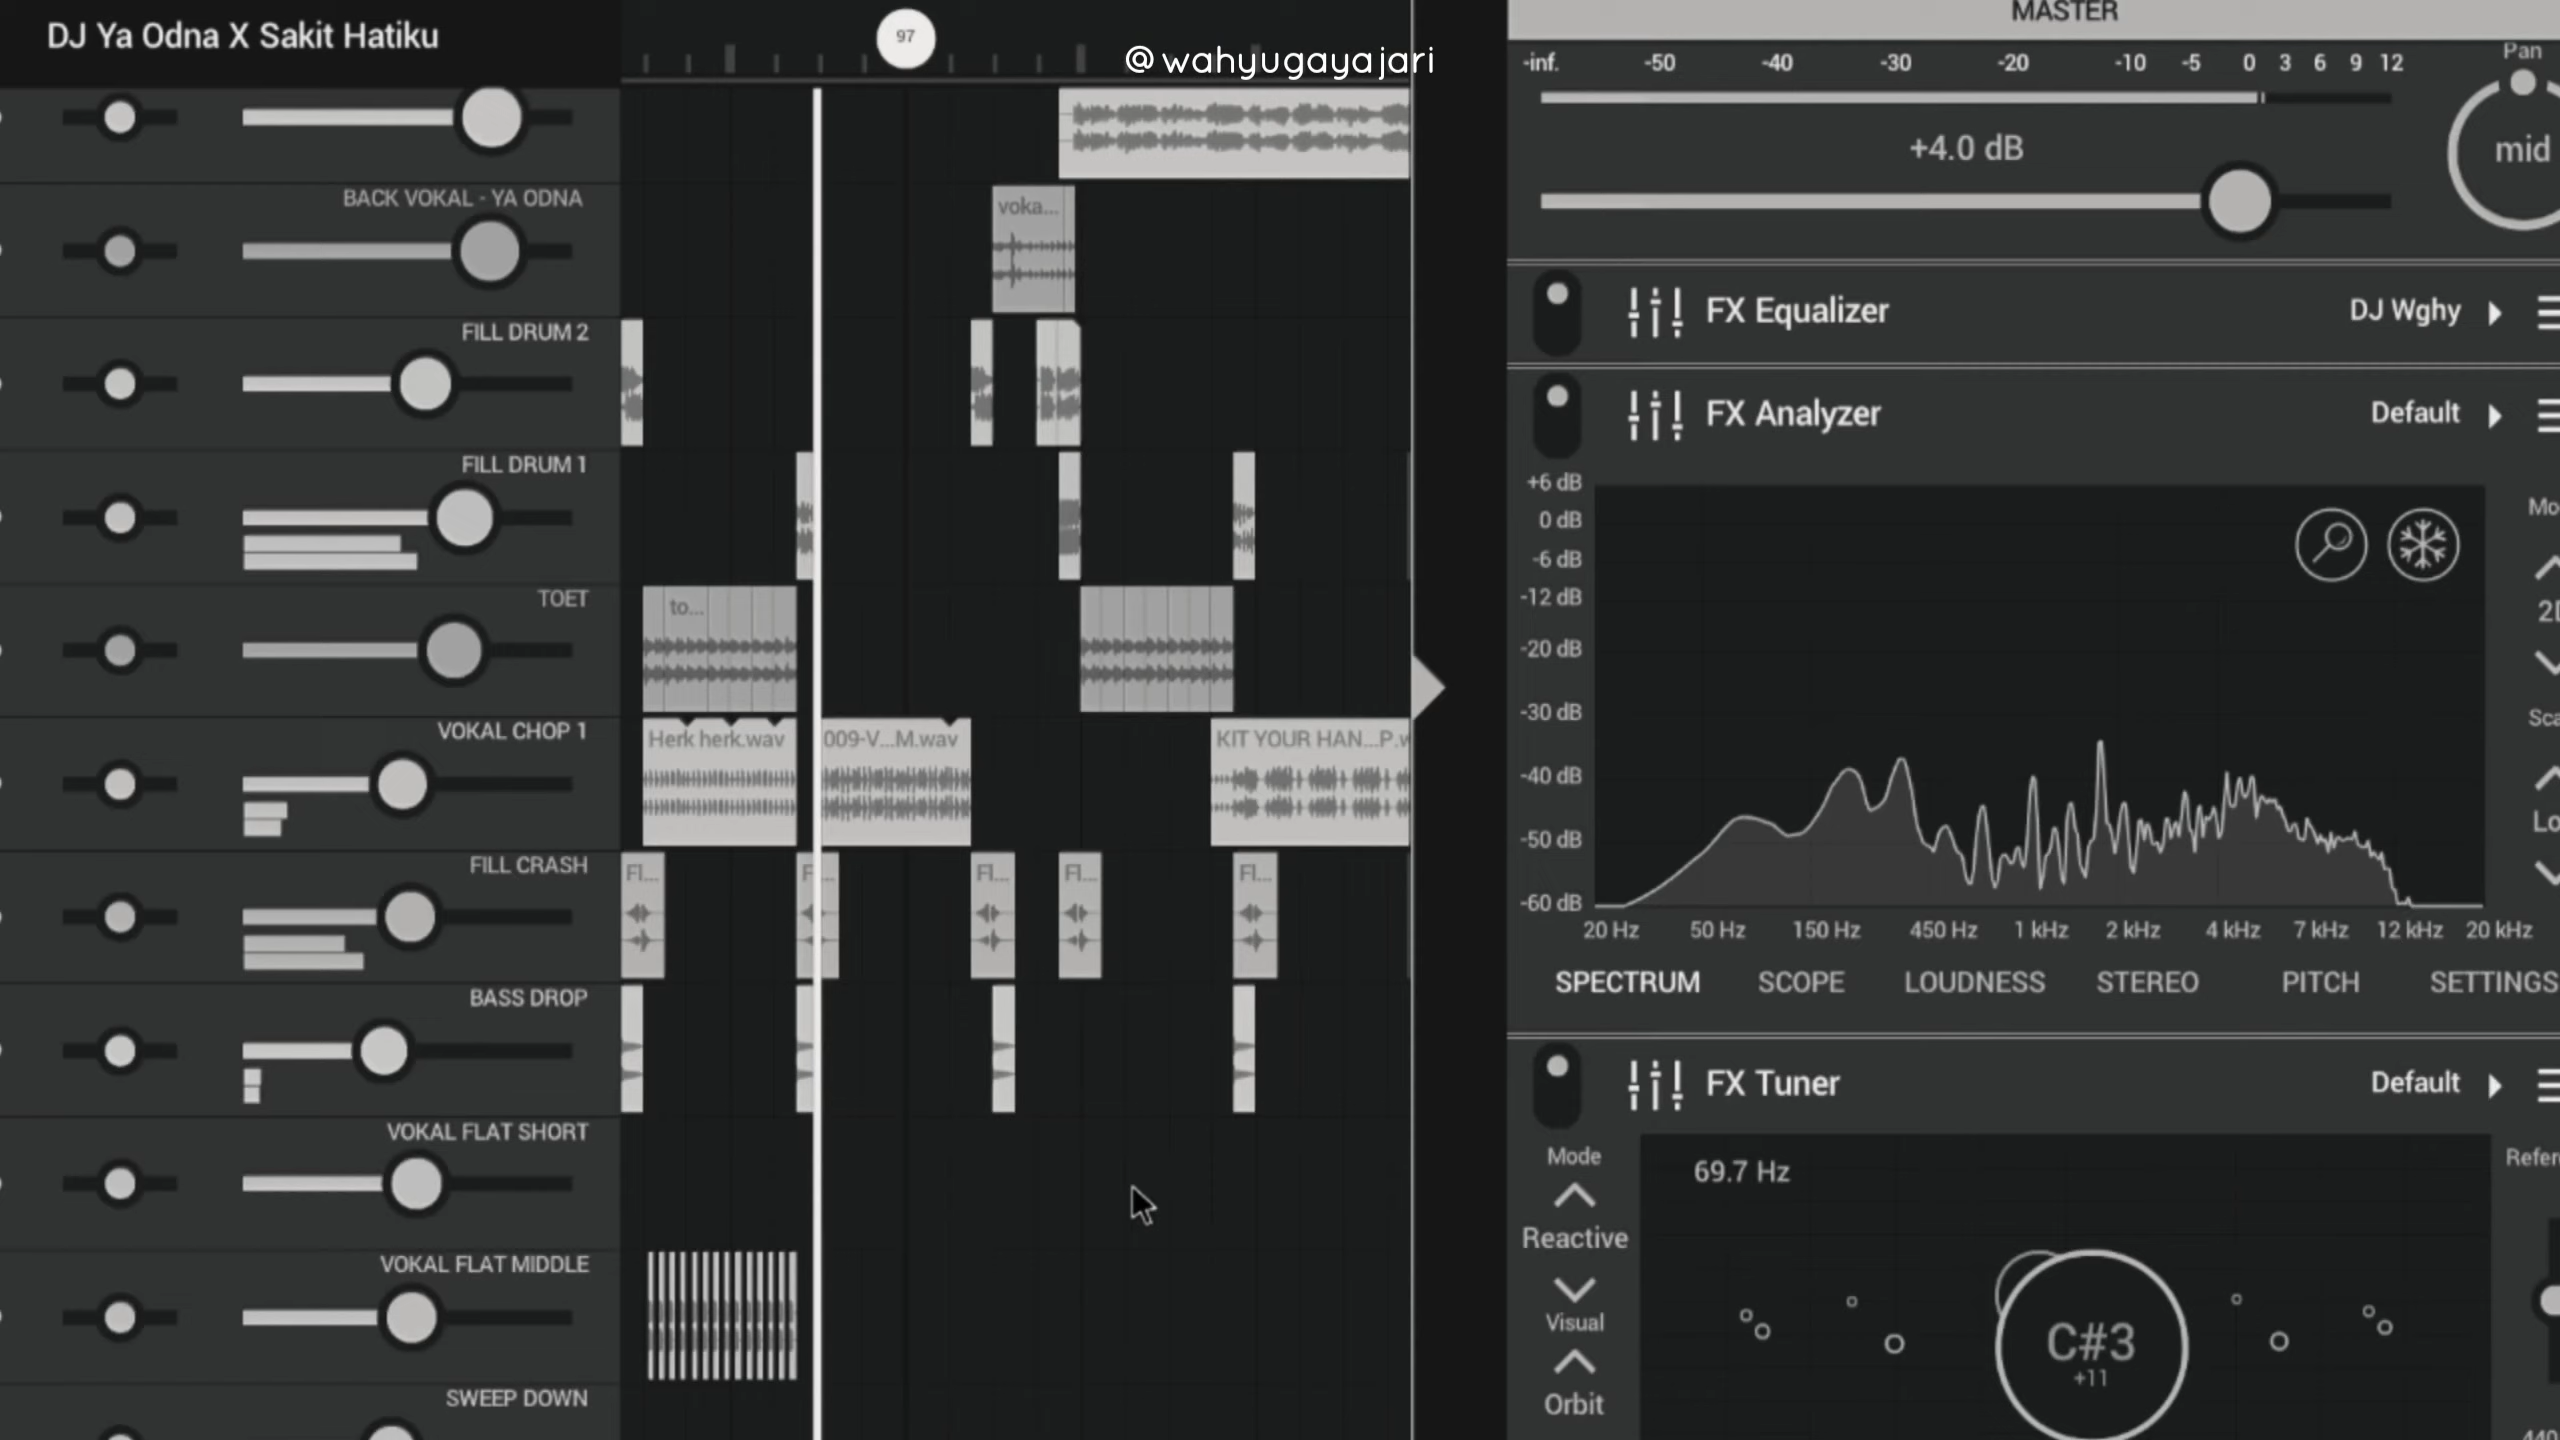 DJ Ya Odna X Sakit Hatiku
97
@wahyugayajari
BACK VOKAL - YA ODNA
voka...
FILL DRUM 2
FILL DRUM 1
TOET
to...
VOKAL CHOP 1
Herk herk.wav
009-V...M.wav
KIT YOUR HAN...P.w
FILL CRASH
Fl...
F...
Fl...
Fl...
Fl...
BASS DROP
VOKAL FLAT SHORT
VOKAL FLAT MIDDLE
SWEEP DOWN
MASTER
-inf. -50 -40 -30 -20 -10 -5 0 3 6 9 12
Pan
+4.0 dB
mid
FX Equalizer
DJ Wghy
FX Analyzer
Default
+6 dB
0 dB
-6 dB
-12 dB
-20 dB
-30 dB
-40 dB
-50 dB
-60 dB
20 Hz 50 Hz 150 Hz 450 Hz 1 kHz 2 kHz 4 kHz 7 kHz 12 kHz 20 kHz
SPECTRUM SCOPE LOUDNESS STEREO PITCH SETTINGS
FX Tuner
Default
Mode
Reactive
Visual
Orbit
69.7 Hz
C#3
+11